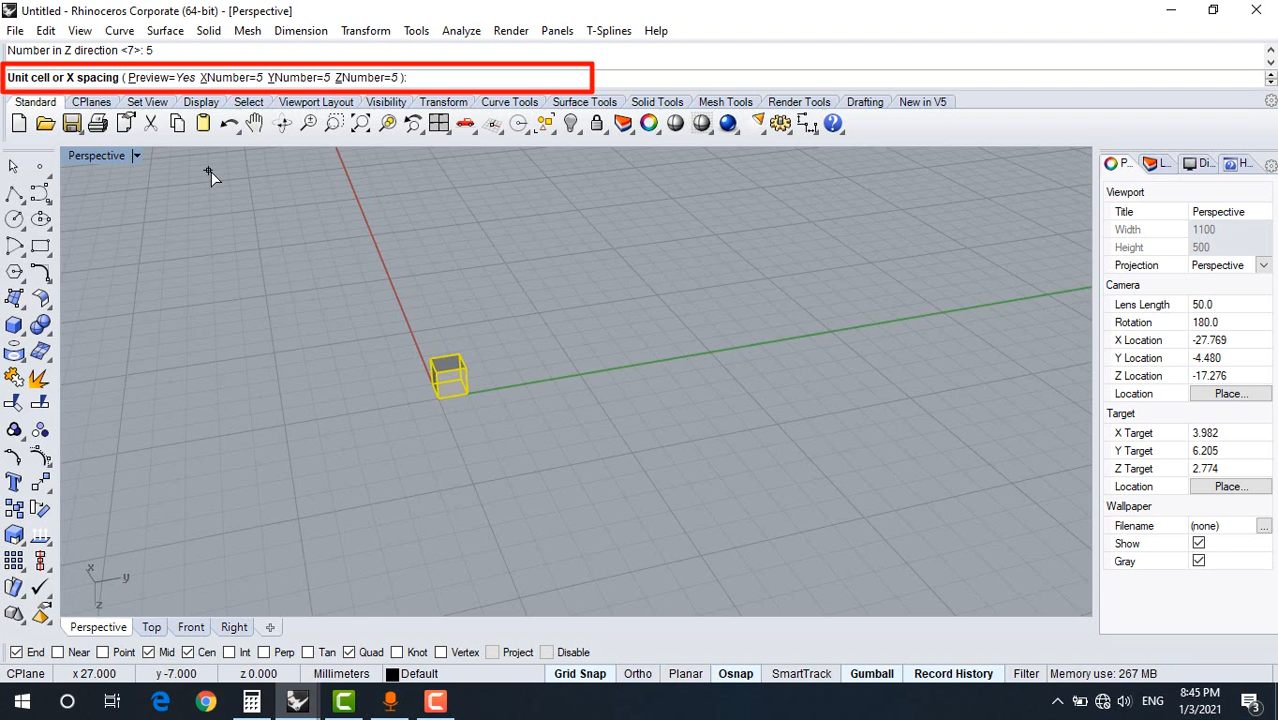 Untitled - Rhinoceros Corporate (64-bit) - [Perspective]
File Edit View Curve Surface Solid Mesh Dimension Transform Tools Analyze Render Panels T-Splines Help
Number in Z direction <7>: 5
Unit cell or X spacing ( Preview=Yes XNumber=5 YNumber=5 ZNumber=5 ):
Standard CPlanes Set View Display Select Viewport Layout Visibility Transform Curve Tools Surface Tools Solid Tools Mesh Tools Render Tools Drafting New in V5
Perspective
P... L... Di... H...
Viewport
Title Perspective
Width 1100
Height 500
Projection Perspective
Camera
Lens Length 50.0
Rotation 180.0
X Location -27.769
Y Location -4.480
Z Location -17.276
Location Place...
Target
X Target 3.982
Y Target 6.205
Z Target 2.774
Location Place...
Wallpaper
Filename (none) ...
Show
Gray
x y z
Perspective Top Front Right
End Near Point Mid Cen Int Perp Tan Quad Knot Vertex Project Disable
CPlane x 27.000 y -7.000 z 0.000 Millimeters Default Grid Snap Ortho Planar Osnap SmartTrack Gumball Record History Filter Memory use: 267 MB
ENG 8:45 PM
1/3/2021 3